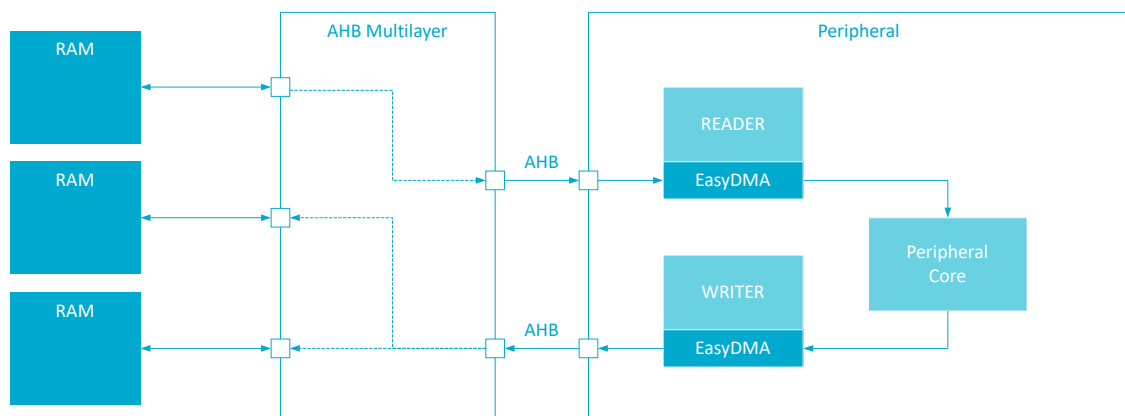 AHB Multilayer
Peripheral
RAM
READER
AHB
EasyDMA
RAM
Peripheral
Core
WRITER
RAM
AHB
EasyDMA